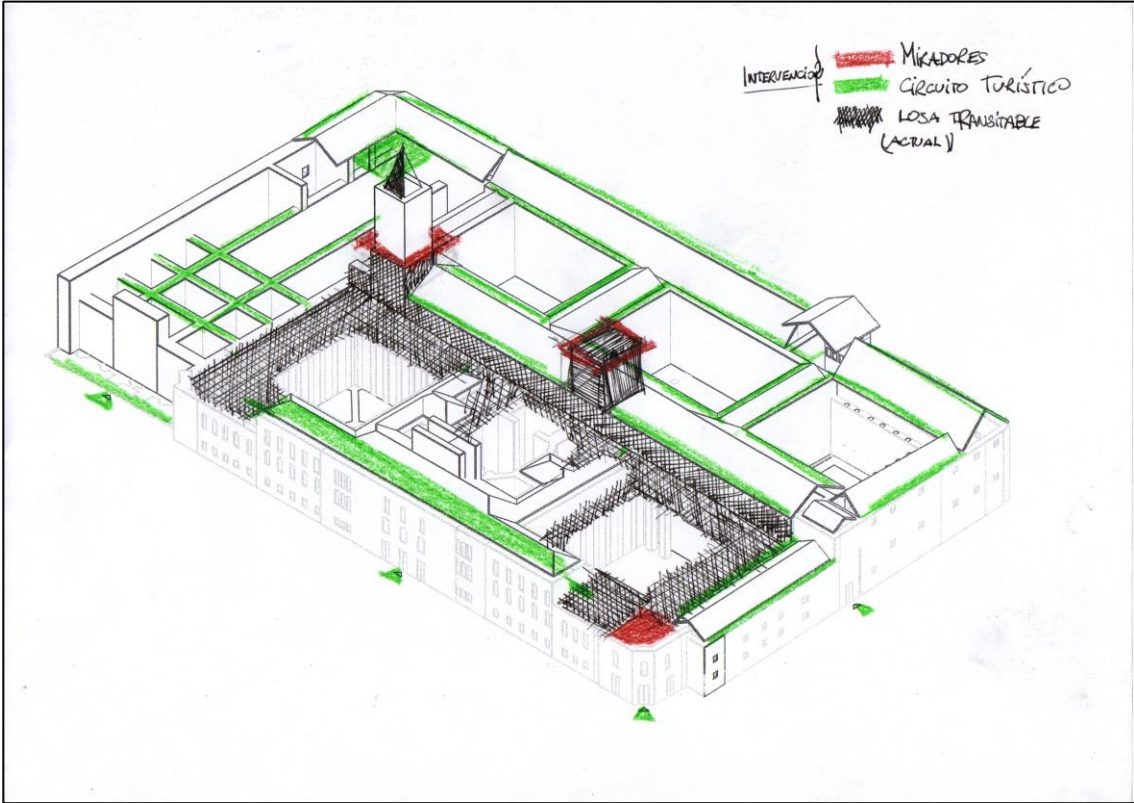 INTERVENCIÓN
MIRADORES
CIRCUITO TURÍSTICO
LOSA TRANSITABLE
(ACTUAL)